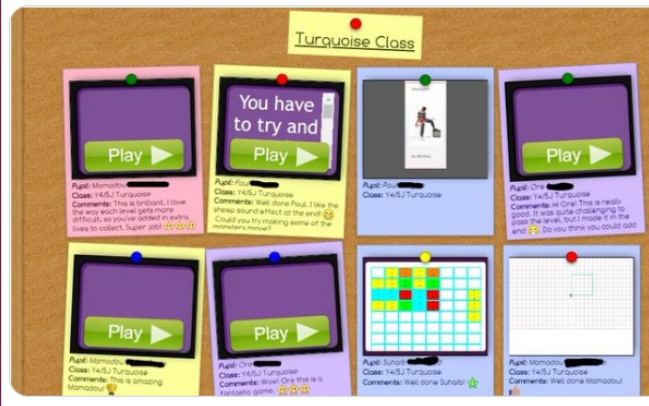 Turquoise Class
Play
Pupil: Mamadou
Class: Y4/5J Turquoise
Comments: This is brilliant, I love
the way each level gets more
difficult, so you've added in extra
lives to collect. Super job!
You have
to try and
Play
Pupil: Paul
Class: Y4/5J Turquoise
Comments: Well done Paul, I like the
sheep sound effect at the end!
Could you try making some of the
monsters move?
Pupil: Paul
Class: Y4/5J Turquoise
Play
Pupil: Ore
Class: Y4/5J Turquoise
Comments: Hi Ore! This is really
good. It was quite challenging to
pass the level, but I made it in the
end. Do you think you could add
Play
Pupil: Mamadou
Class: Y4/5J Turquoise
Comments: This is amazing
Mamadou!
Play
Pupil: Ore
Class: Y4/5J Turquoise
Comments: Wow! Ore this is a
fantastic game.
Pupil: Suhaib
Class: Y4/5J Turquoise
Comments: Well done Suhaib!
Pupil: Mamadou
Class: Y4/5J Turquoise
Comments: Well done Mamadou!